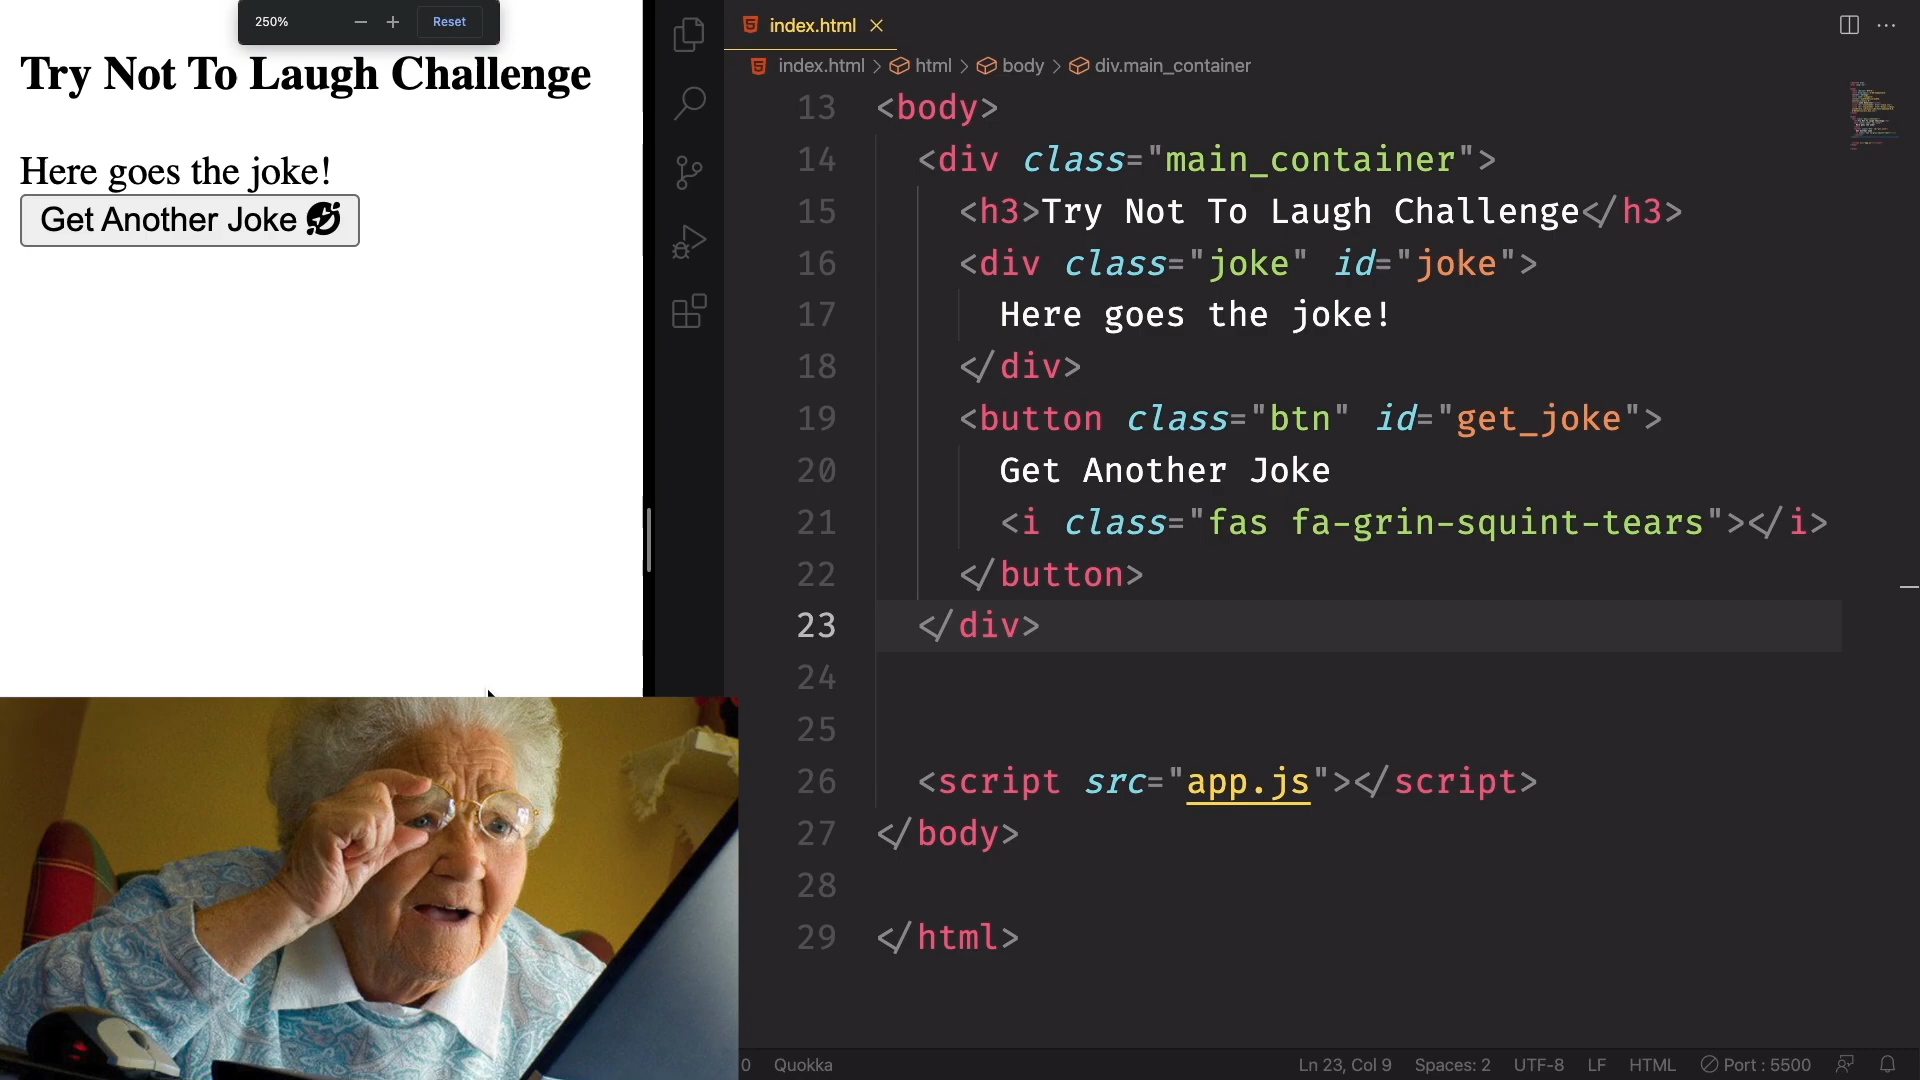 250%
Reset
Try Not To Laugh Challenge
Here goes the joke!
Get Another Joke
index.html
index.html > html > body > div.main_container
13 <body>
14 <div class="main_container">
15 <h3>Try Not To Laugh Challenge</h3>
16 <div class="joke" id="joke">
17 Here goes the joke!
18 </div>
19 <button class="btn" id="get_joke">
20 Get Another Joke
21 <i class="fas fa-grin-squint-tears"></i>
22 </button>
23 </div>
24
25
26 <script src="app.js"></script>
27 </body>
28
29 </html>
0 Quokka Ln 23, Col 9 Spaces: 2 UTF-8 LF HTML Port : 5500